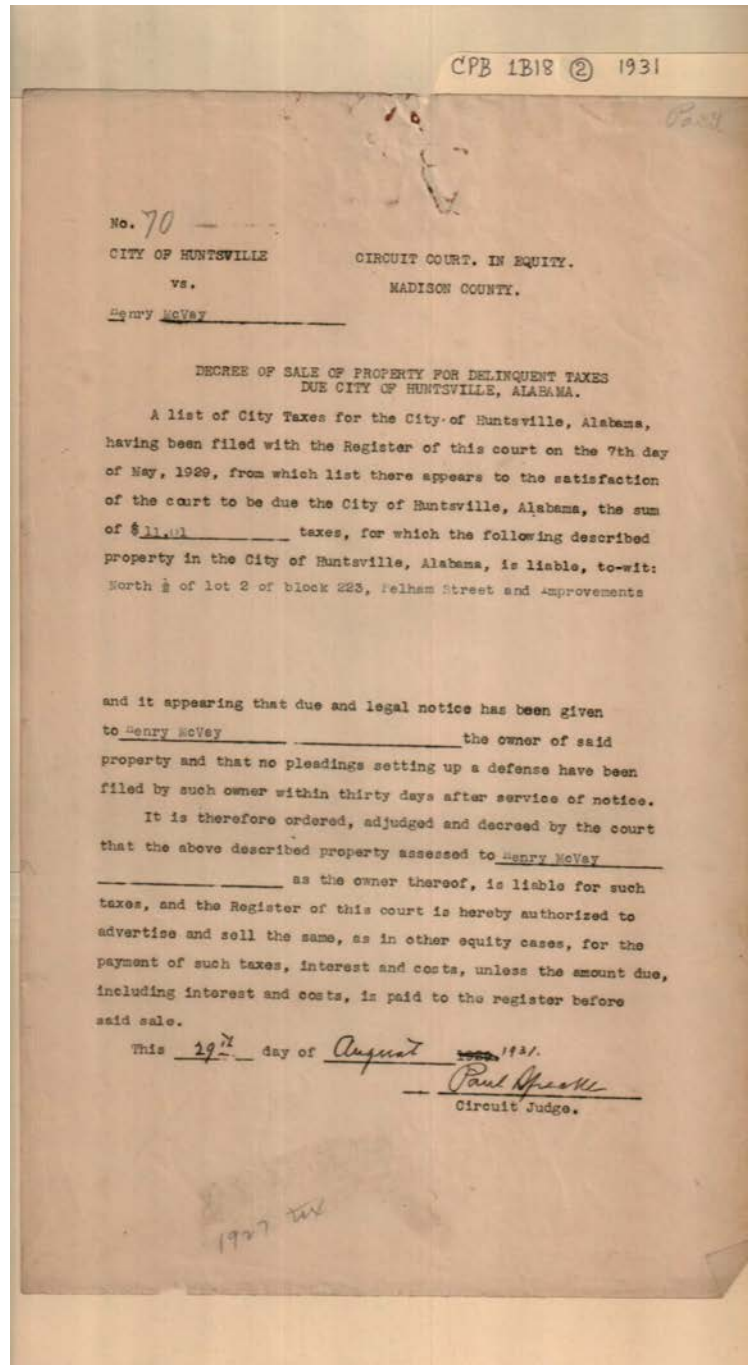 CPB 1B18 ② 1931
No. 70
CITY OF HUNTSVILLE
CIRCUIT COURT. IN EQUITY.
vs.
MADISON COUNTY.
Henry McVay
DECREE OF SALE OF PROPERTY FOR DELINQUENT TAXES
DUE CITY OF HUNTSVILLE, ALABAMA.
A list of City Taxes for the City of Huntsville, Alabama,
having been filed with the Register of this court on the 7th day
of May, 1929, from which list there appears to the satisfaction
of the court to be due the City of Huntsville, Alabama, the sum
of $ 11.01 taxes, for which the following described
property in the City of Huntsville, Alabama, is liable, to-wit:
North ½ of lot 2 of block 223, Pelham Street and Improvements
and it appearing that due and legal notice has been given
to Henry McVay the owner of said
property and that no pleadings setting up a defense have been
filed by such owner within thirty days after service of notice.
It is therefore ordered, adjudged and decreed by the court
that the above described property assessed to Henry McVay
as the owner thereof, is liable for such
taxes, and the Register of this court is hereby authorized to
advertise and sell the same, as in other equity cases, for the
payment of such taxes, interest and costs, unless the amount due,
including interest and costs, is paid to the register before
said sale.
This 29th day of August 1929. 1931.
Paul Speake
Circuit Judge.
1927 tax